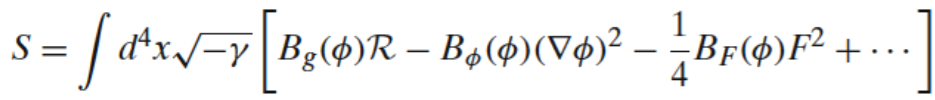 S = ∫ d⁴x√−γ [ B_g(ϕ)ℛ − B_ϕ(ϕ)(∇ϕ)² − 1/4 B_F(ϕ)F² + ⋯ ]